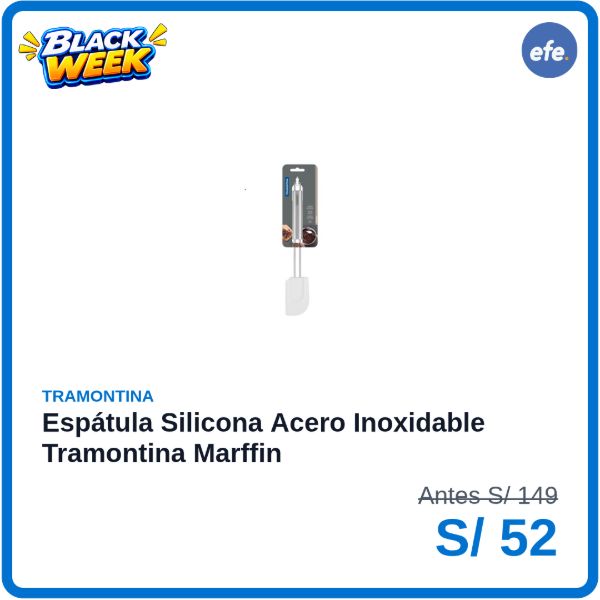 BLACK
WEEK
efe.
TRAMONTINA
Espátula Silicona Acero Inoxidable
Tramontina Marffin
Antes S/ 149
S/ 52